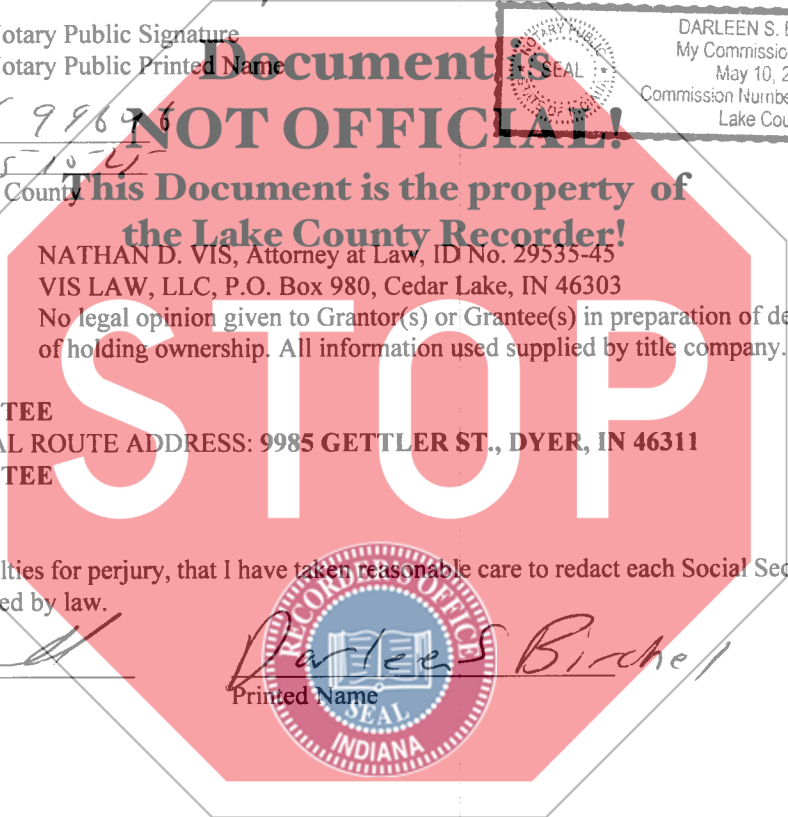 otary Public Signature
otary Public Printed Name
Document is
NOT OFFICIAL!
This Document is the property of
the Lake County Recorder!
NOTARY PUBLIC
SEAL
STATE OF INDIANA
DARLEEN S. B
My Commissio
May 10, 2
Commission Numbe
Lake Cou
County
NATHAN D. VIS, Attorney at Law, ID No. 29535-45
VIS LAW, LLC, P.O. Box 980, Cedar Lake, IN 46303
No legal opinion given to Grantor(s) or Grantee(s) in preparation of de
of holding ownership. All information used supplied by title company.
TEE
AL ROUTE ADDRESS: 9985 GETTLER ST., DYER, IN 46311
TEE
STOP
lties for perjury, that I have taken reasonable care to redact each Social Sec
ed by law.
Darleen S Birchel
Printed Name
RECORDER'S OFFICE
SEAL
INDIANA